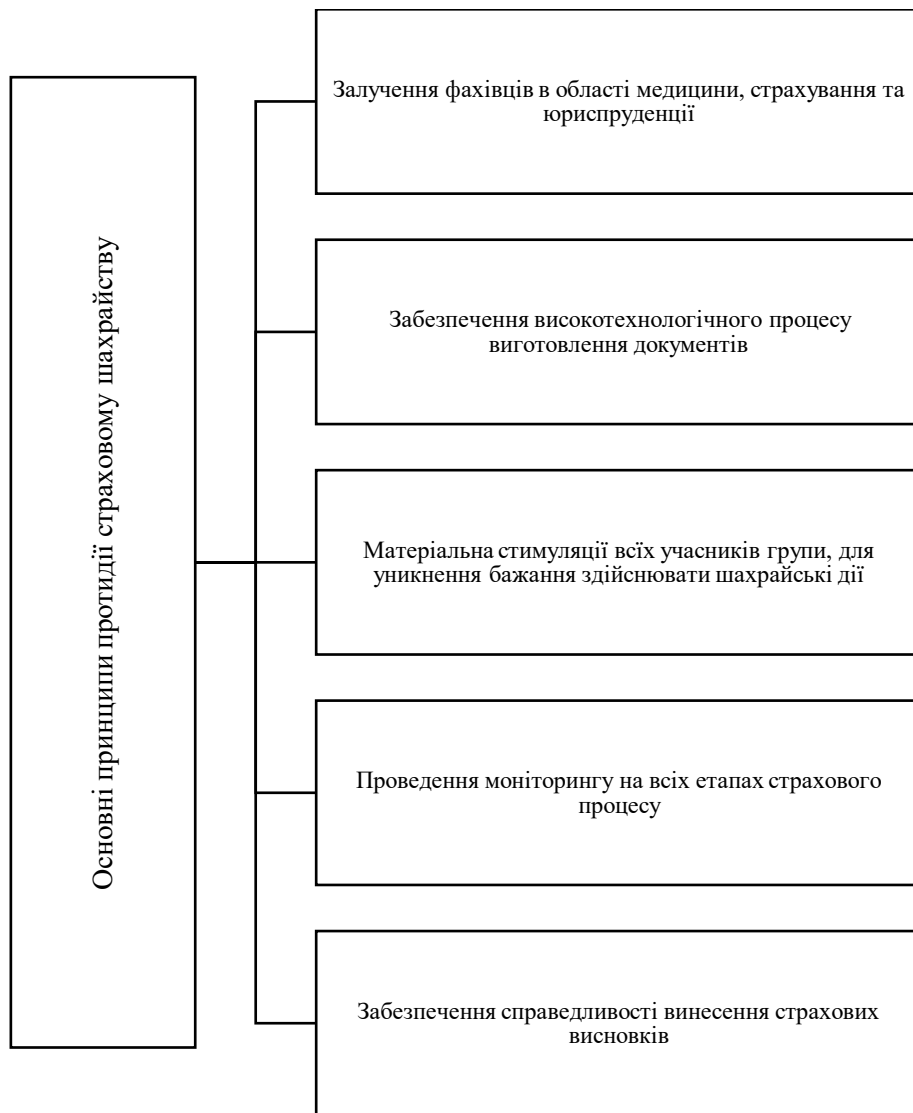 Основні принципи протидії страховому шахрайству
Залучення фахівців в області медицини, страхування та
юриспруденції
Забезпечення високотехнологічного процесу
виготовлення документів
Матеріальна стимуляції всїх учасників групи, для
уникнення бажання здійснювати шахрайські дії
Проведення моніторингу на всіх етапах страхового
процесу
Забезпечення справедливості винесення страхових
висновків